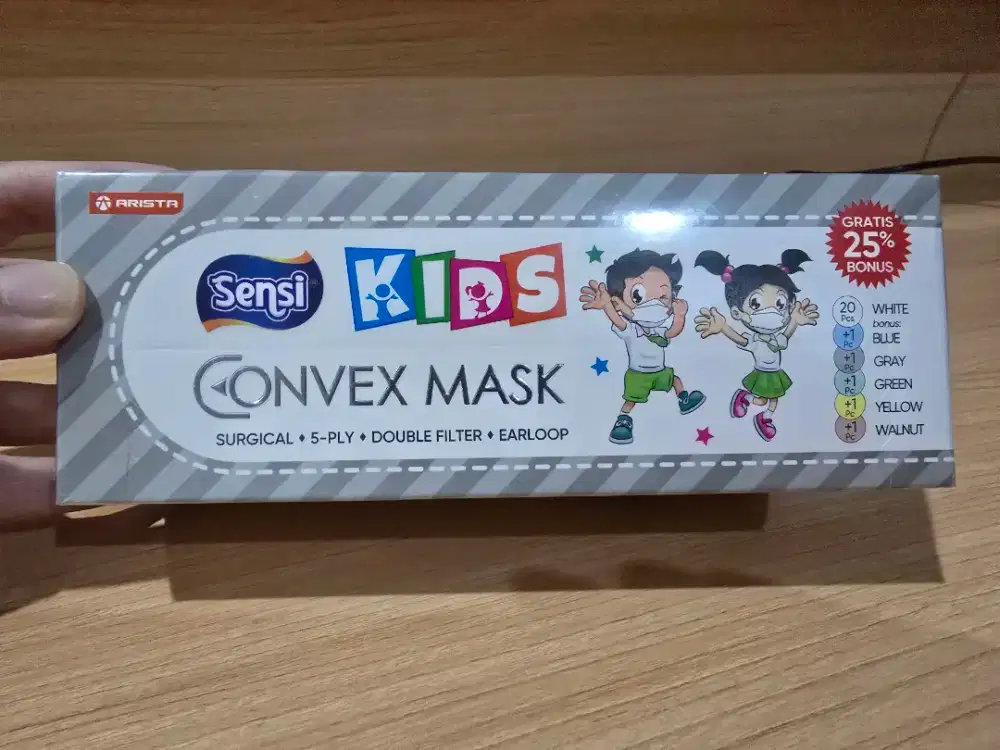 ARISTA
Sensi
KIDS
CONVEX MASK
SURGICAL ♦ 5-PLY ♦ DOUBLE FILTER ♦ EARLOOP
GRATIS
25%
BONUS
20 Pcs WHITE
bonus:
+1 Pc BLUE
+1 Pc GRAY
+1 Pc GREEN
+1 Pc YELLOW
+1 Pc WALNUT